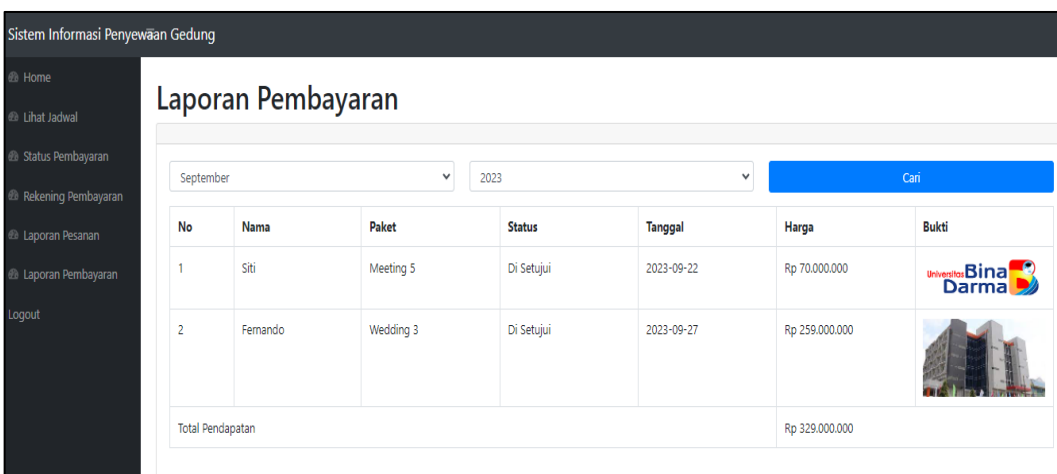 Sistem Informasi Penyewaan Gedung
Home
Lihat Jadwal
Status Pembayaran
Rekening Pembayaran
Laporan Pesanan
Laporan Pembayaran
Logout
Laporan Pembayaran
September 2023 Cari
No Nama Paket Status Tanggal Harga Bukti
1 Siti Meeting 5 Di Setujui 2023-09-22 Rp 70.000.000
Universitas Bina
Darma
2 Fernando Wedding 3 Di Setujui 2023-09-27 Rp 259.000.000
Total Pendapatan Rp 329.000.000